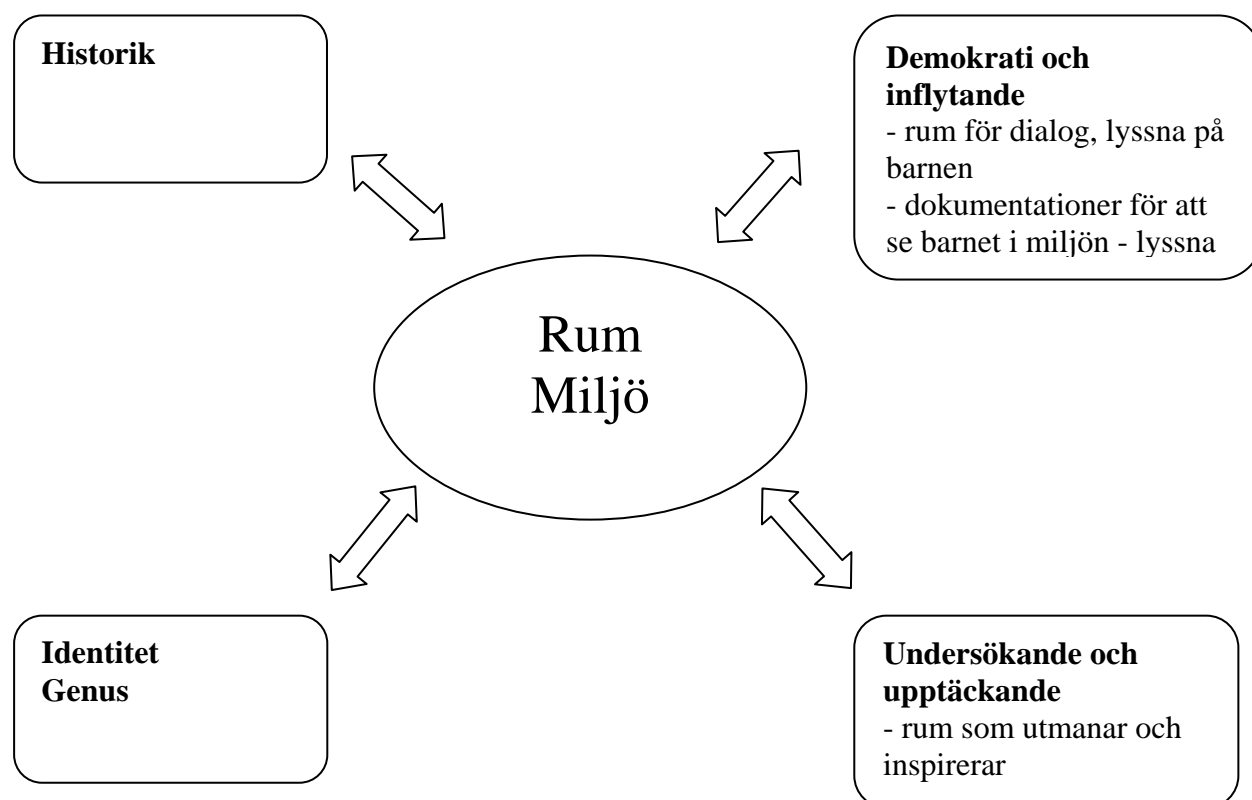 Historik
Demokrati och
inflytande
- rum för dialog, lyssna på
barnen
- dokumentationer för att
se barnet i miljön - lyssna
Rum
Miljö
Identitet
Genus
Undersökande och
upptäckande
- rum som utmanar och
inspirerar